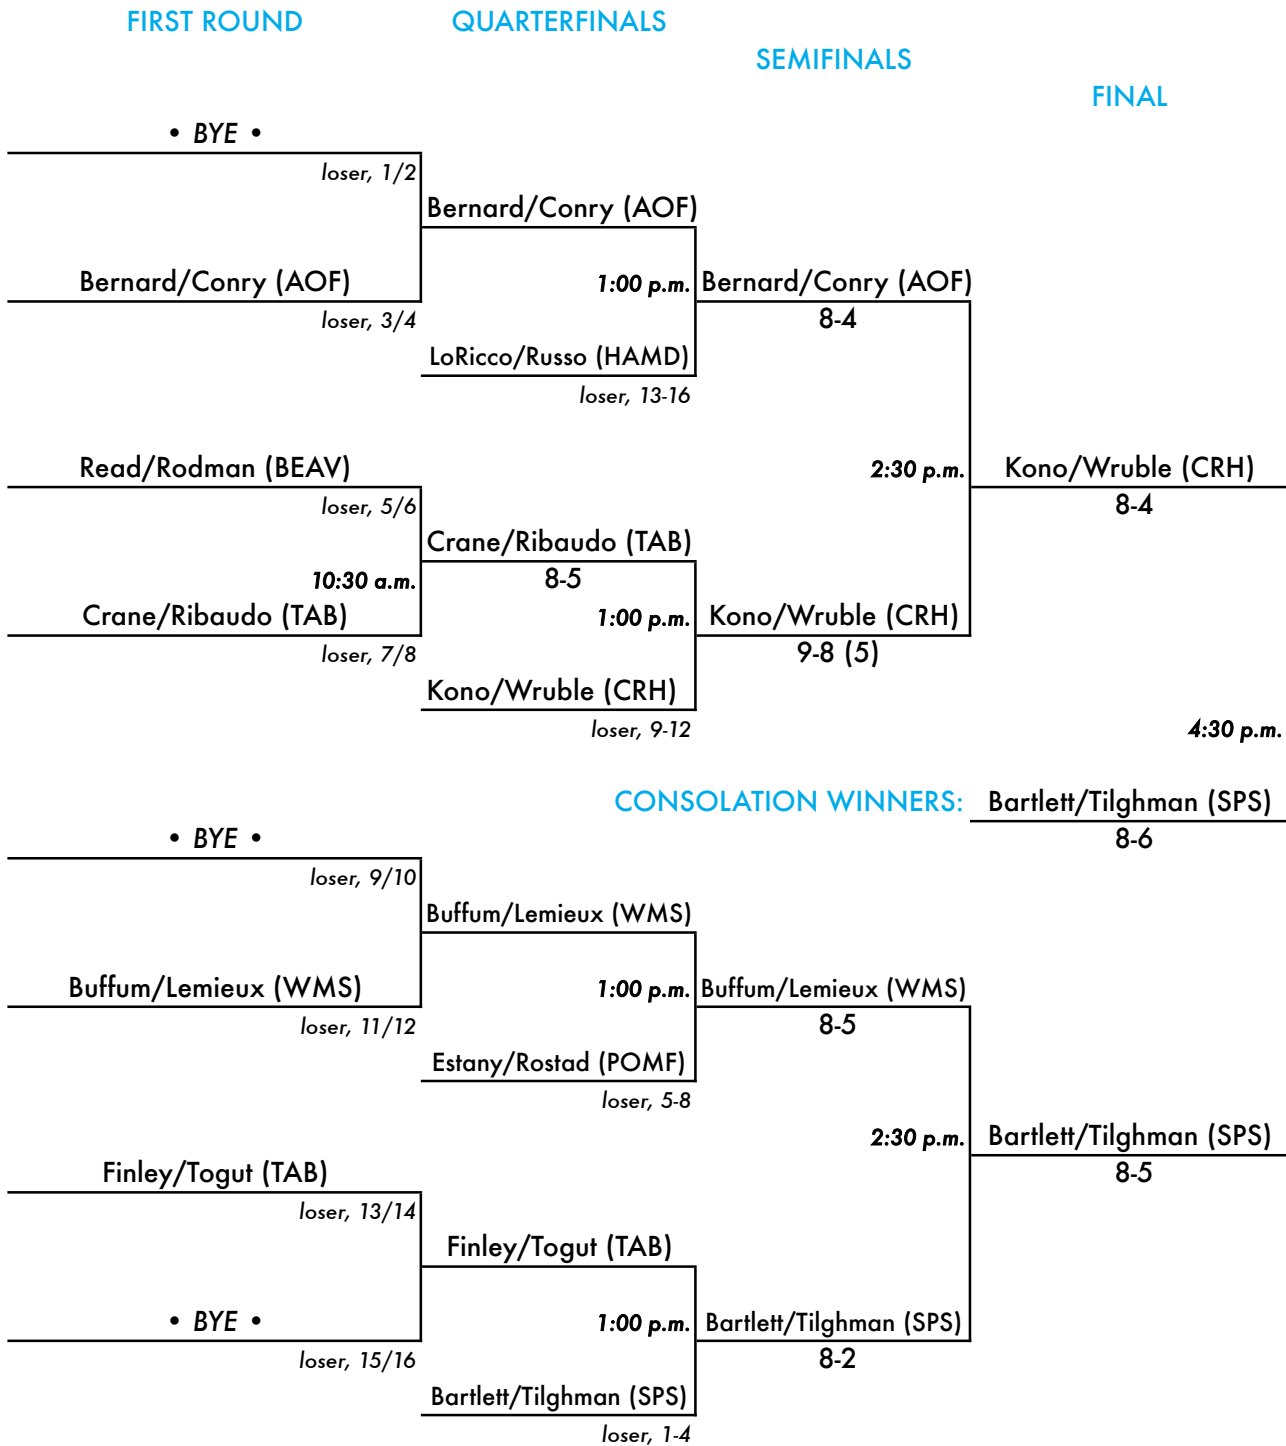 FIRST ROUND
QUARTERFINALS
SEMIFINALS
FINAL
• BYE •
loser, 1/2
Bernard/Conry (AOF)
Bernard/Conry (AOF)
1:00 p.m.
Bernard/Conry (AOF)
loser, 3/4
8-4
LoRicco/Russo (HAMD)
loser, 13-16
Read/Rodman (BEAV)
2:30 p.m.
Kono/Wruble (CRH)
loser, 5/6
8-4
Crane/Ribaudo (TAB)
10:30 a.m.
8-5
Crane/Ribaudo (TAB)
1:00 p.m.
Kono/Wruble (CRH)
loser, 7/8
9-8 (5)
Kono/Wruble (CRH)
loser, 9-12
4:30 p.m.
CONSOLATION WINNERS:
Bartlett/Tilghman (SPS)
• BYE •
8-6
loser, 9/10
Buffum/Lemieux (WMS)
Buffum/Lemieux (WMS)
1:00 p.m.
Buffum/Lemieux (WMS)
loser, 11/12
8-5
Estany/Rostad (POMF)
loser, 5-8
2:30 p.m.
Bartlett/Tilghman (SPS)
Finley/Togut (TAB)
8-5
loser, 13/14
Finley/Togut (TAB)
• BYE •
1:00 p.m.
Bartlett/Tilghman (SPS)
loser, 15/16
8-2
Bartlett/Tilghman (SPS)
loser, 1-4